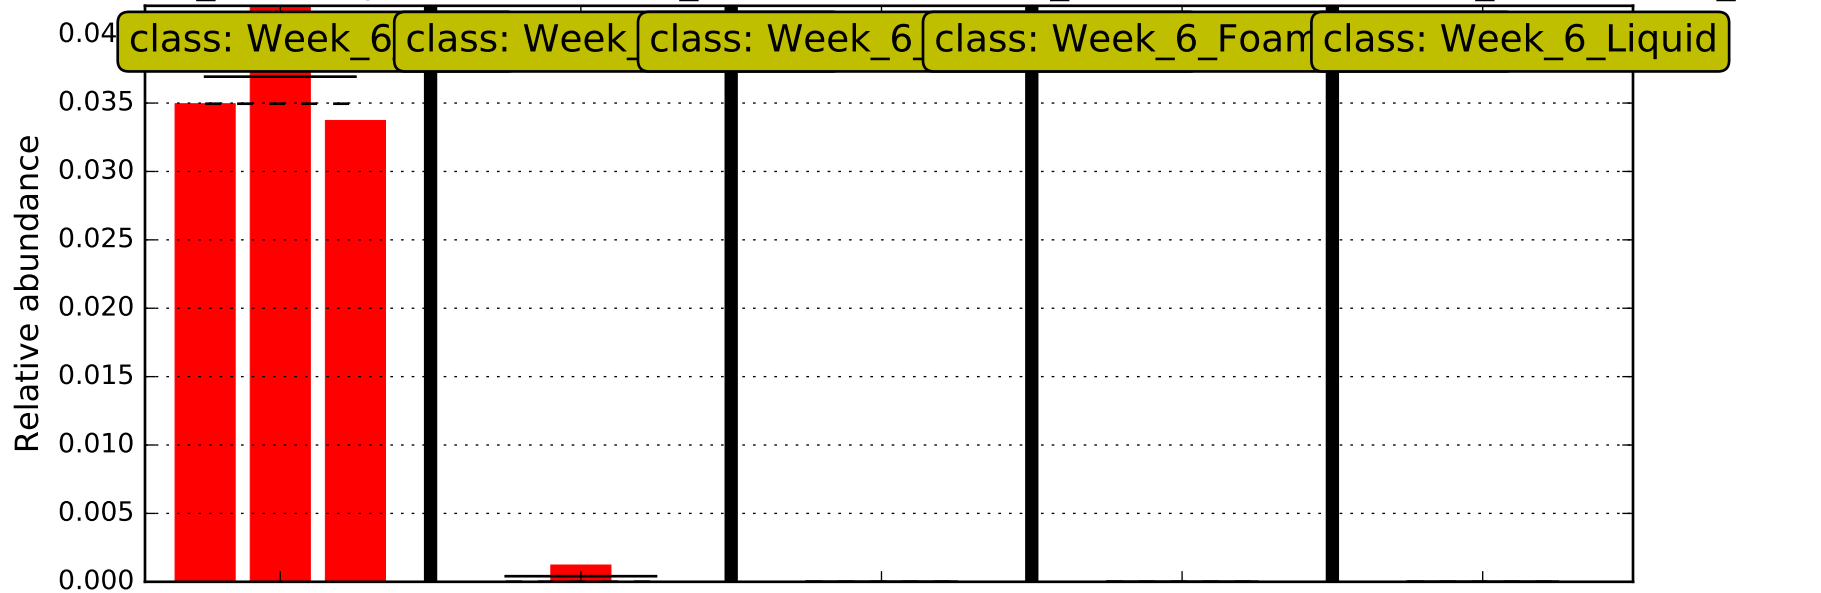 0.04
class: Week_6
class: Week_
class: Week_6_
class: Week_6_Foam
class: Week_6_Liquid
0.035
0.030
0.025
0.020
0.015
0.010
0.005
0.000
Relative abundance